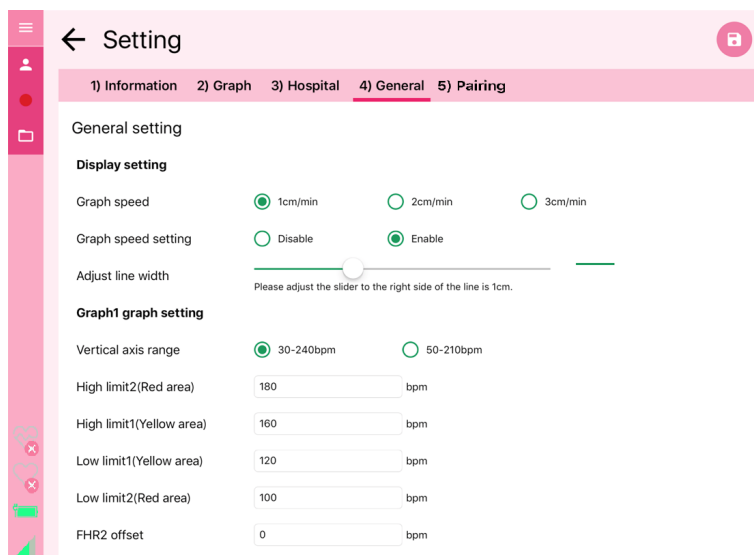 Setting
1) Information 2) Graph 3) Hospital 4) General 5) Pairing
General setting
Display setting
Graph speed 1cm/min 2cm/min 3cm/min
Graph speed setting Disable Enable
Adjust line width
Please adjust the slider to the right side of the line is 1cm.
Graph1 graph setting
Vertical axis range 30-240bpm 50-210bpm
High limit2(Red area) 180 bpm
High limit1(Yellow area) 160 bpm
Low limit1(Yellow area) 120 bpm
Low limit2(Red area) 100 bpm
FHR2 offset 0 bpm